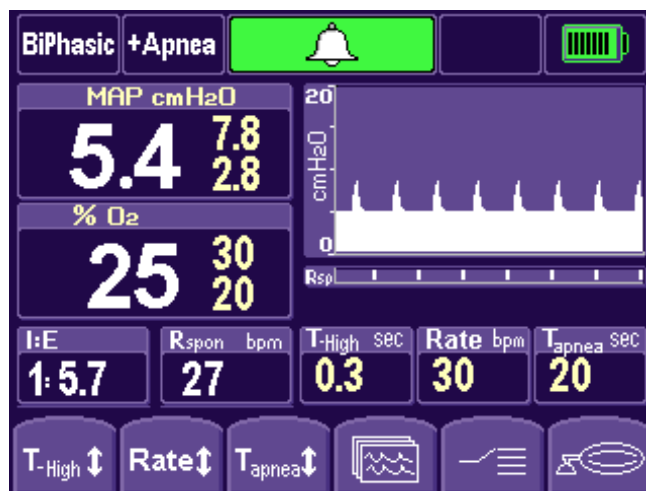 BiPhasic +Apnea
MAP cmH2O
5.4 7.8 2.8
20
cmH2O
0
% O2
25 30 20
Rsp
I:E Rspon bpm T-High sec Rate bpm Tapnea sec
1:5.7 27 0.3 30 20
T-High Rate Tapnea